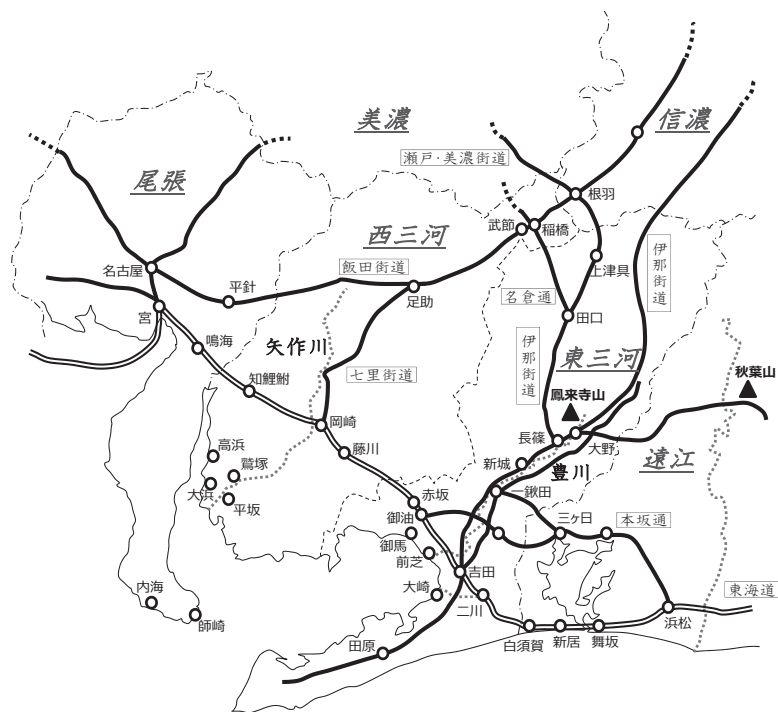 美濃
信濃
瀬戸・美濃街道
尾張
根羽
武節
稲橋
西三河
名古屋
飯田街道
上津具
伊那街道
平針
足助
名倉通
宮
田口
鳴海
矢作川
伊那街道
東三河
秋葉山
知鯉鮒
七里街道
鳳来寺山
岡崎
長篠
大野
高浜
藤川
新城
豊川
遠江
鷲塚
大浜
一鍬田
平坂
赤坂
御油
三ヶ日
本坂通
御馬
前芝
吉田
内海
大崎
二川
東海道
師崎
浜松
田原
白須賀
新居
舞坂